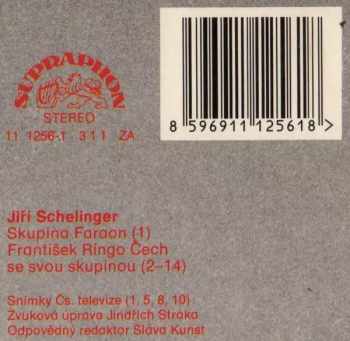 SUPRAPHON
STEREO
11 1256-1 311 ZA
8 596911 125618 >
Jiří Schelinger
Skupina Faraon (1)
František Ringo Čech
se svou skupinou (2–14)
Snímky Čs. televize (1, 5, 8, 10)
Zvuková úprava Jindřich Straka
Odpovědný redaktor Sláva Kunst